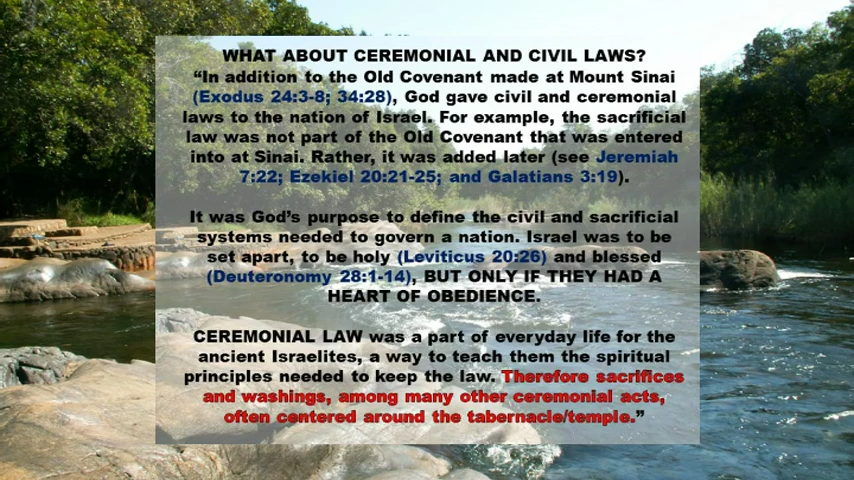 WHAT ABOUT CEREMONIAL AND CIVIL LAWS?
“In addition to the Old Covenant made at Mount Sinai
(Exodus 24:3-8; 34:28), God gave civil and ceremonial
laws to the nation of Israel. For example, the sacrificial
law was not part of the Old Covenant that was entered
into at Sinai. Rather, it was added later (see Jeremiah
7:22; Ezekiel 20:21-25; and Galatians 3:19).
It was God’s purpose to define the civil and sacrificial
systems needed to govern a nation. Israel was to be
set apart, to be holy (Leviticus 20:26) and blessed
(Deuteronomy 28:1-14), BUT ONLY IF THEY HAD A
HEART OF OBEDIENCE.
CEREMONIAL LAW was a part of everyday life for the
ancient Israelites, a way to teach them the spiritual
principles needed to keep the law. Therefore sacrifices
and washings, among many other ceremonial acts,
often centered around the tabernacle/temple.”